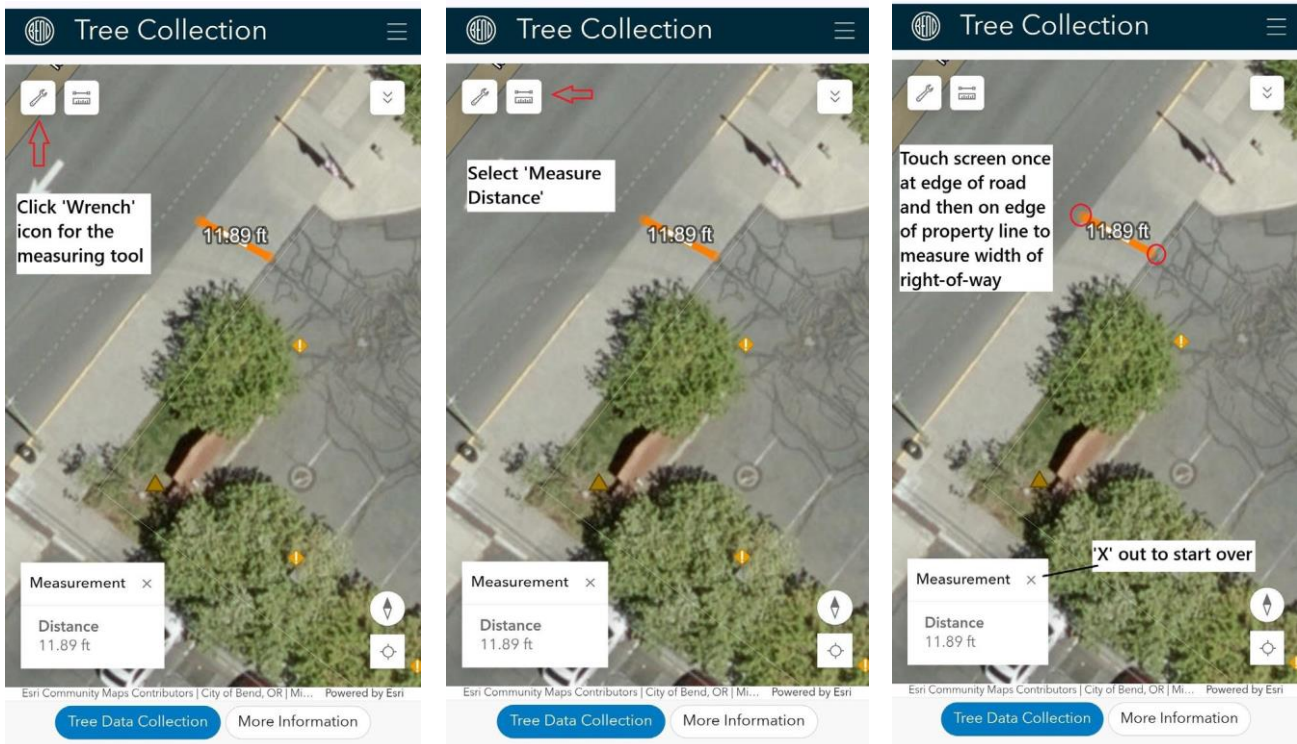 BEND Tree Collection
Click 'Wrench'
icon for the
measuring tool
11.89 ft
Measurement ×
Distance
11.89 ft
Esri Community Maps Contributors | City of Bend, OR | Mi... Powered by Esri
Tree Data Collection More Information
BEND Tree Collection
Select 'Measure
Distance'
11.89 ft
Measurement ×
Distance
11.89 ft
Esri Community Maps Contributors | City of Bend, OR | Mi... Powered by Esri
Tree Data Collection More Information
BEND Tree Collection
Touch screen once
at edge of road
and then on edge
of property line to
measure width of
right-of-way
11.89 ft
'X' out to start over
Measurement ×
Distance
11.89 ft
Esri Community Maps Contributors | City of Bend, OR | Mi... Powered by Esri
Tree Data Collection More Information